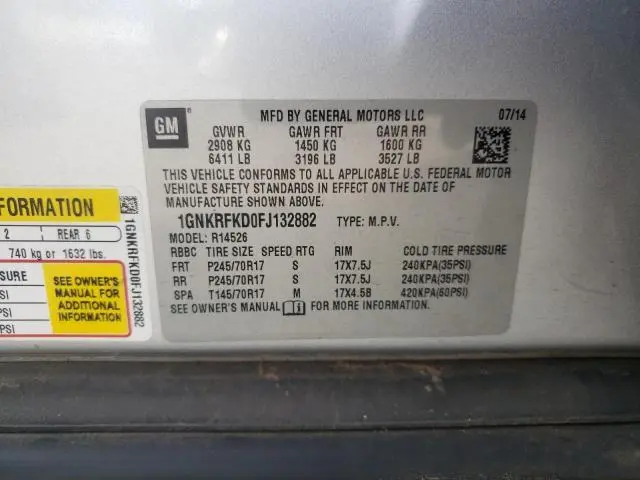 GM
MFD BY GENERAL MOTORS LLC 07/14
GVWR GAWR FRT GAWR RR
2908 KG 1450 KG 1600 KG
6411 LB 3196 LB 3527 LB
THIS VEHICLE CONFORMS TO ALL APPLICABLE U.S. FEDERAL MOTOR
VEHICLE SAFETY STANDARDS IN EFFECT ON THE DATE OF
MANUFACTURE SHOWN ABOVE.
1GNKRFKD0FJ132882 TYPE: M.P.V.
MODEL: R14526
RBBC TIRE SIZE SPEED RTG RIM COLD TIRE PRESSURE
FRT P245/70R17 S 17X7.5J 240KPA(35PSI)
RR P245/70R17 S 17X7.5J 240KPA(35PSI)
SPA T145/70R17 M 17X4.5B 420KPA(60PSI)
SEE OWNER'S MANUAL FOR MORE INFORMATION.
FORMATION
2 REAR 6
740 kg or 1632 lbs.
SURE
SI
SI
PSI
SEE OWNER'S
MANUAL FOR
ADDITIONAL
INFORMATION
1GNKRFKD0FJ132882